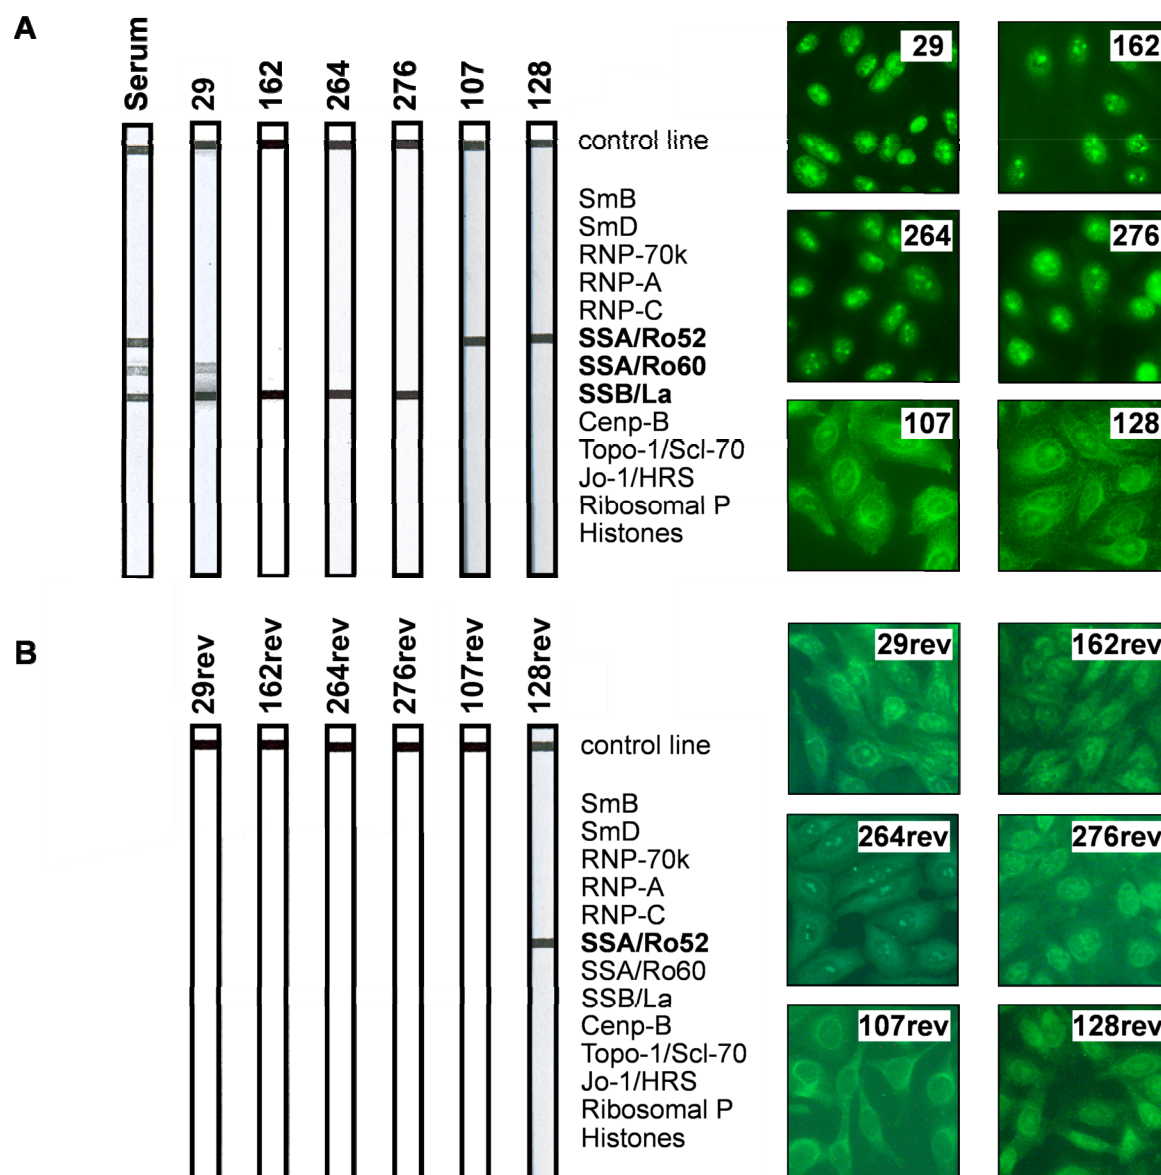 A
Serum 29 162 264 276 107 128
control line
SmB
SmD
RNP-70k
RNP-A
RNP-C
SSA/Ro52
SSA/Ro60
SSB/La
Cenp-B
Topo-1/Scl-70
Jo-1/HRS
Ribosomal P
Histones
29 162
264 276
107 128
B
29rev 162rev 264rev 276rev 107rev 128rev
control line
SmB
SmD
RNP-70k
RNP-A
RNP-C
SSA/Ro52
SSA/Ro60
SSB/La
Cenp-B
Topo-1/Scl-70
Jo-1/HRS
Ribosomal P
Histones
29rev 162rev
264rev 276rev
107rev 128rev